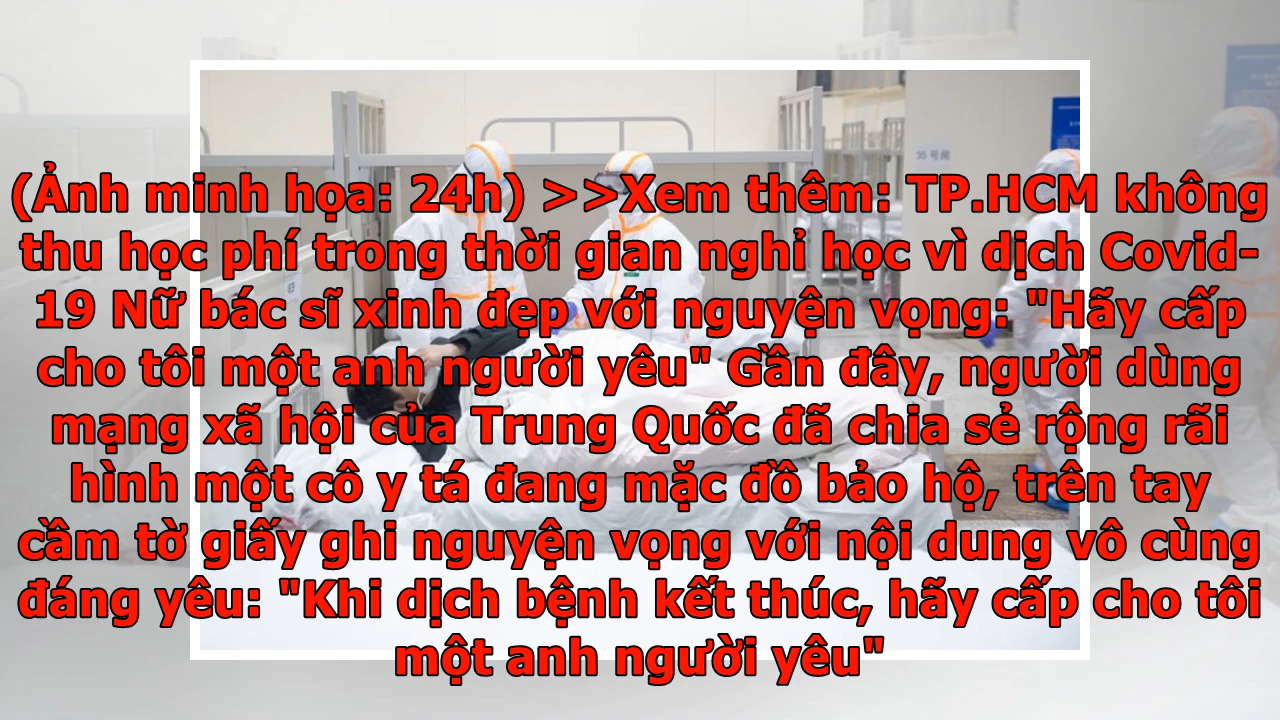 (Ảnh minh họa: 24h) >>Xem thêm: TP.HCM không
thu học phí trong thời gian nghỉ học vì dịch Covid-
19 Nữ bác sĩ xinh đẹp với nguyện vọng: "Hãy cấp
cho tôi một anh người yêu" Gần đây, người dùng
mạng xã hội của Trung Quốc đã chia sẻ rộng rãi
hình một cô y tá đang mặc đồ bảo hộ, trên tay
cầm tờ giấy ghi nguyện vọng với nội dung vô cùng
đáng yêu: "Khi dịch bệnh kết thúc, hãy cấp cho tôi
một anh người yêu"
35号房